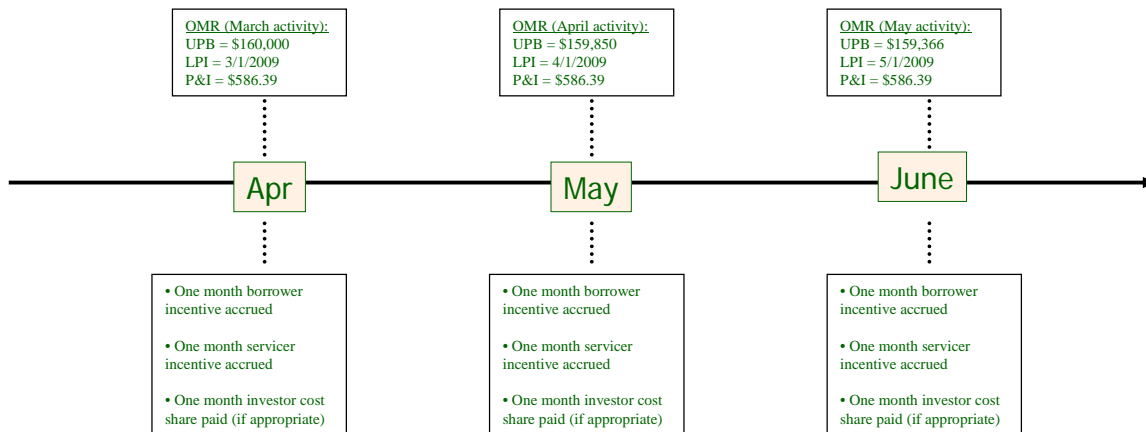 OMR (March activity):
UPB = $160,000
LPI = 3/1/2009
P&I = $586.39
OMR (April activity):
UPB = $159,850
LPI = 4/1/2009
P&I = $586.39
OMR (May activity):
UPB = $159,366
LPI = 5/1/2009
P&I = $586.39
Apr
May
June
• One month borrower
incentive accrued
• One month servicer
incentive accrued
• One month investor cost
share paid (if appropriate)
• One month borrower
incentive accrued
• One month servicer
incentive accrued
• One month investor cost
share paid (if appropriate)
• One month borrower
incentive accrued
• One month servicer
incentive accrued
• One month investor cost
share paid (if appropriate)